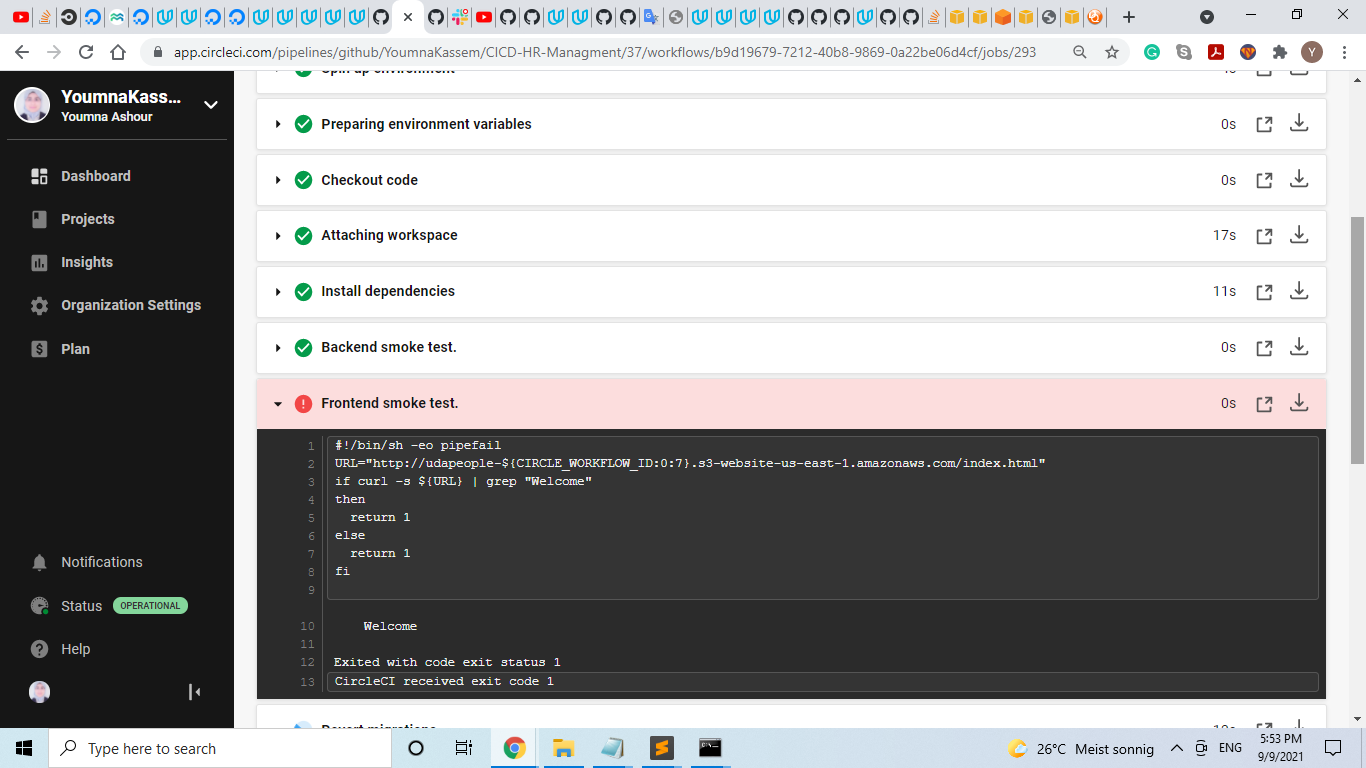 app.circleci.com/pipelines/github/YoumnaKassem/CICD-HR-Managment/37/workflows/b9d19679-7212-40b8-9869-0a22be06d4cf/jobs/293
Y
YoumnaKass...
Youmna Ashour
Dashboard
Projects
Insights
Organization Settings
Plan
Notifications
Status OPERATIONAL
Help
Spin up environment
Preparing environment variables 0s
Checkout code 0s
Attaching workspace 17s
Install dependencies 11s
Backend smoke test. 0s
Frontend smoke test. 0s
1 #!/bin/sh -eo pipefail
2 URL="http://udapeople-${CIRCLE_WORKFLOW_ID:0:7}.s3-website-us-east-1.amazonaws.com/index.html"
3 if curl -s ${URL} | grep "Welcome"
4 then
5 return 1
6 else
7 return 1
8 fi
9
10 Welcome
11
12 Exited with code exit status 1
13 CircleCI received exit code 1
Revert migrations
Type here to search
26°C Meist sonnig
ENG
5:53 PM
9/9/2021